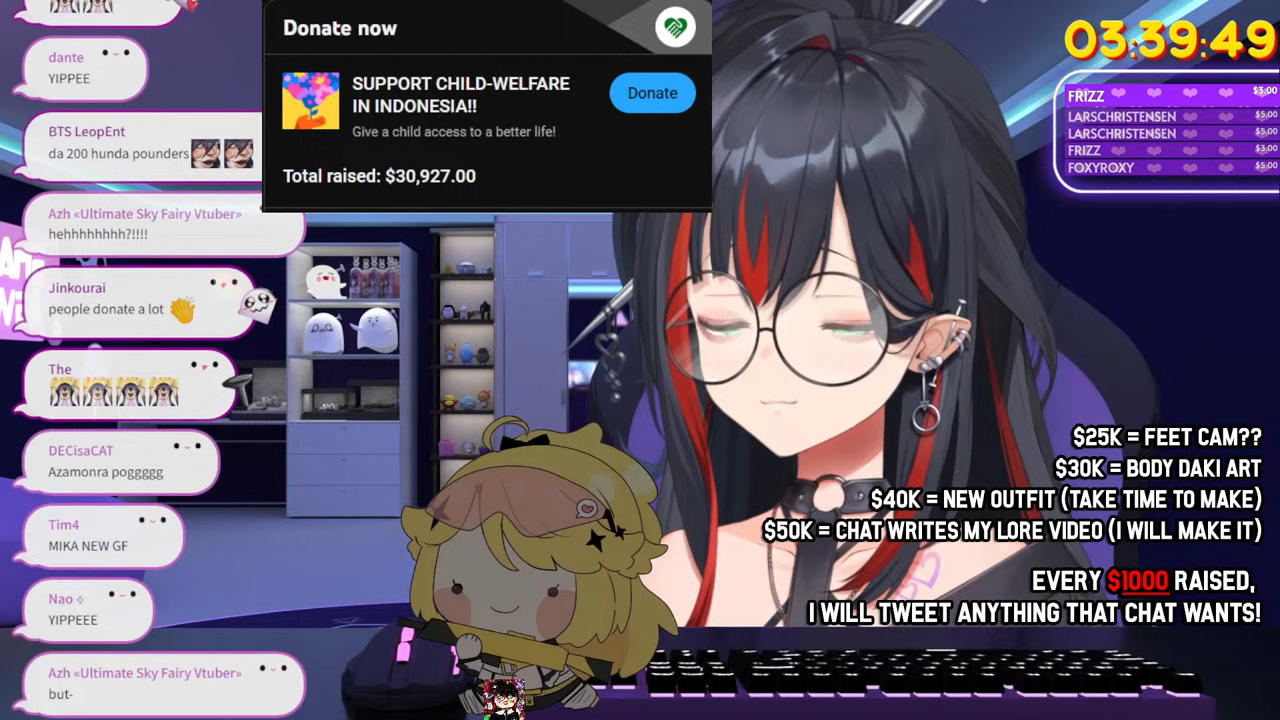 dante
YIPPEE
BTS LeopEnt
da 200 hunda pounders
Azh «Ultimate Sky Fairy Vtuber»
hehhhhhhhh?!!!!
Jinkourai
people donate a lot
The
DECisaCAT
Azamonra poggggg
Tim4
MIKA NEW GF
Nao ⬦
YIPPEEE
Azh «Ultimate Sky Fairy Vtuber»
but-
Donate now
SUPPORT CHILD-WELFARE
IN INDONESIA!!
Donate
Give a child access to a better life!
Total raised: $30,927.00
03:39:49
FRIZZ $3.00
LARSCHRISTENSEN $5.00
LARSCHRISTENSEN $5.00
FRIZZ $3.00
FOXYROXY $5.00
$25K = FEET CAM??
$30K = BODY DAKI ART
$40K = NEW OUTFIT (TAKE TIME TO MAKE)
$50K = CHAT WRITES MY LORE VIDEO (I WILL MAKE IT)
EVERY $1000 RAISED,
I WILL TWEET ANYTHING THAT CHAT WANTS!